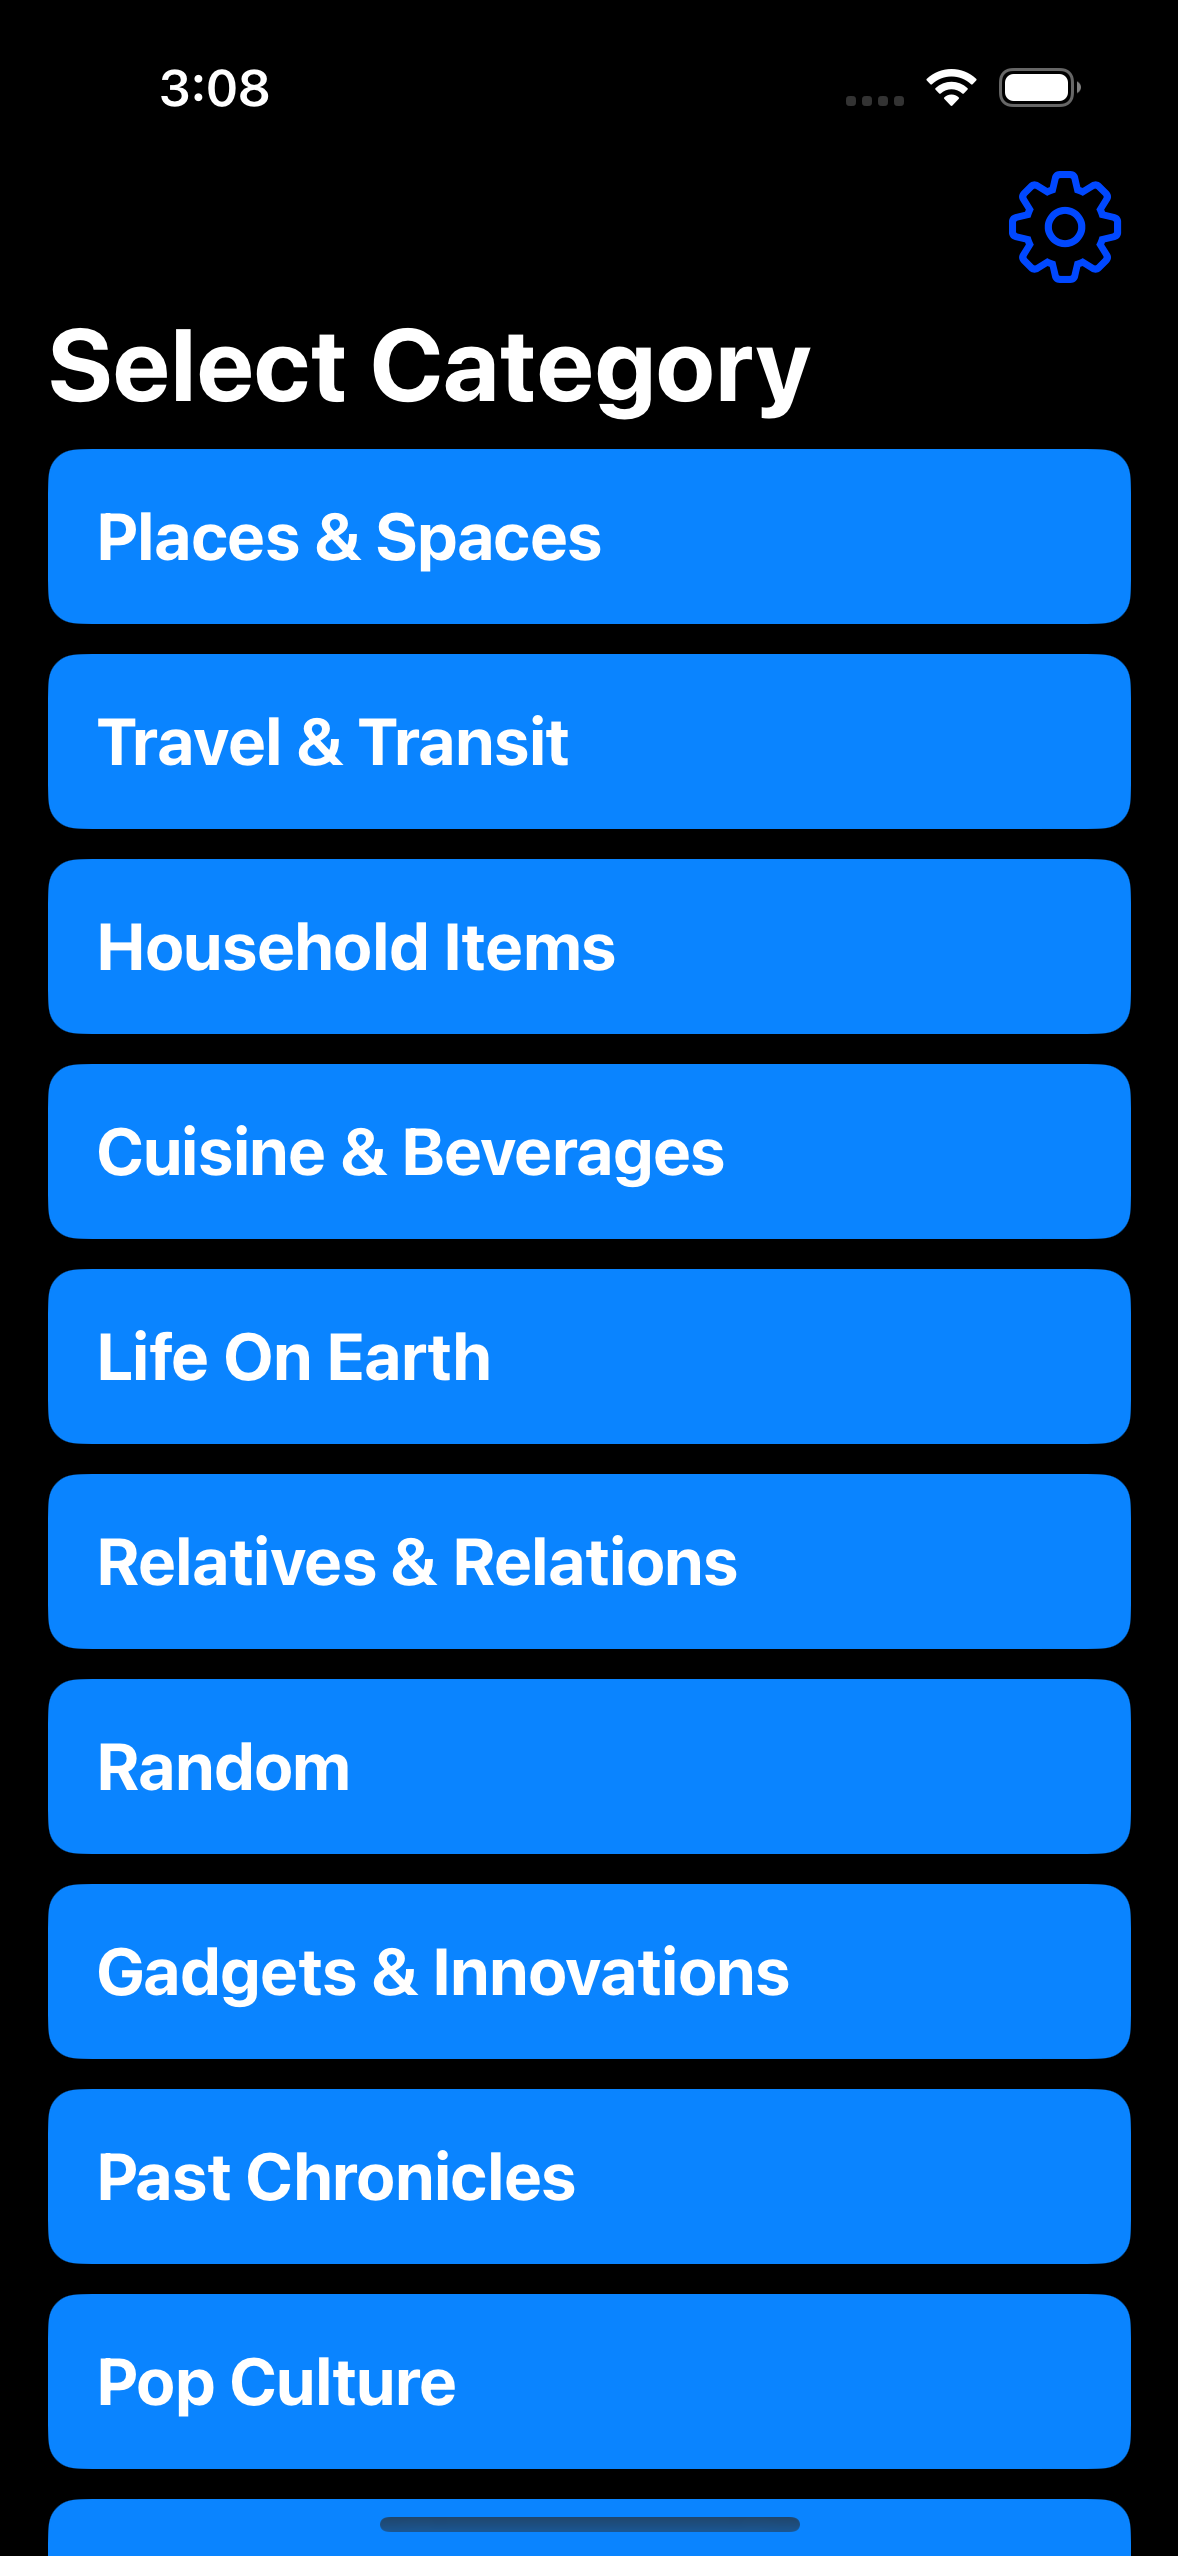 3:08
Select Category
Places & Spaces
Travel & Transit
Household Items
Cuisine & Beverages
Life On Earth
Relatives & Relations
Random
Gadgets & Innovations
Past Chronicles
Pop Culture